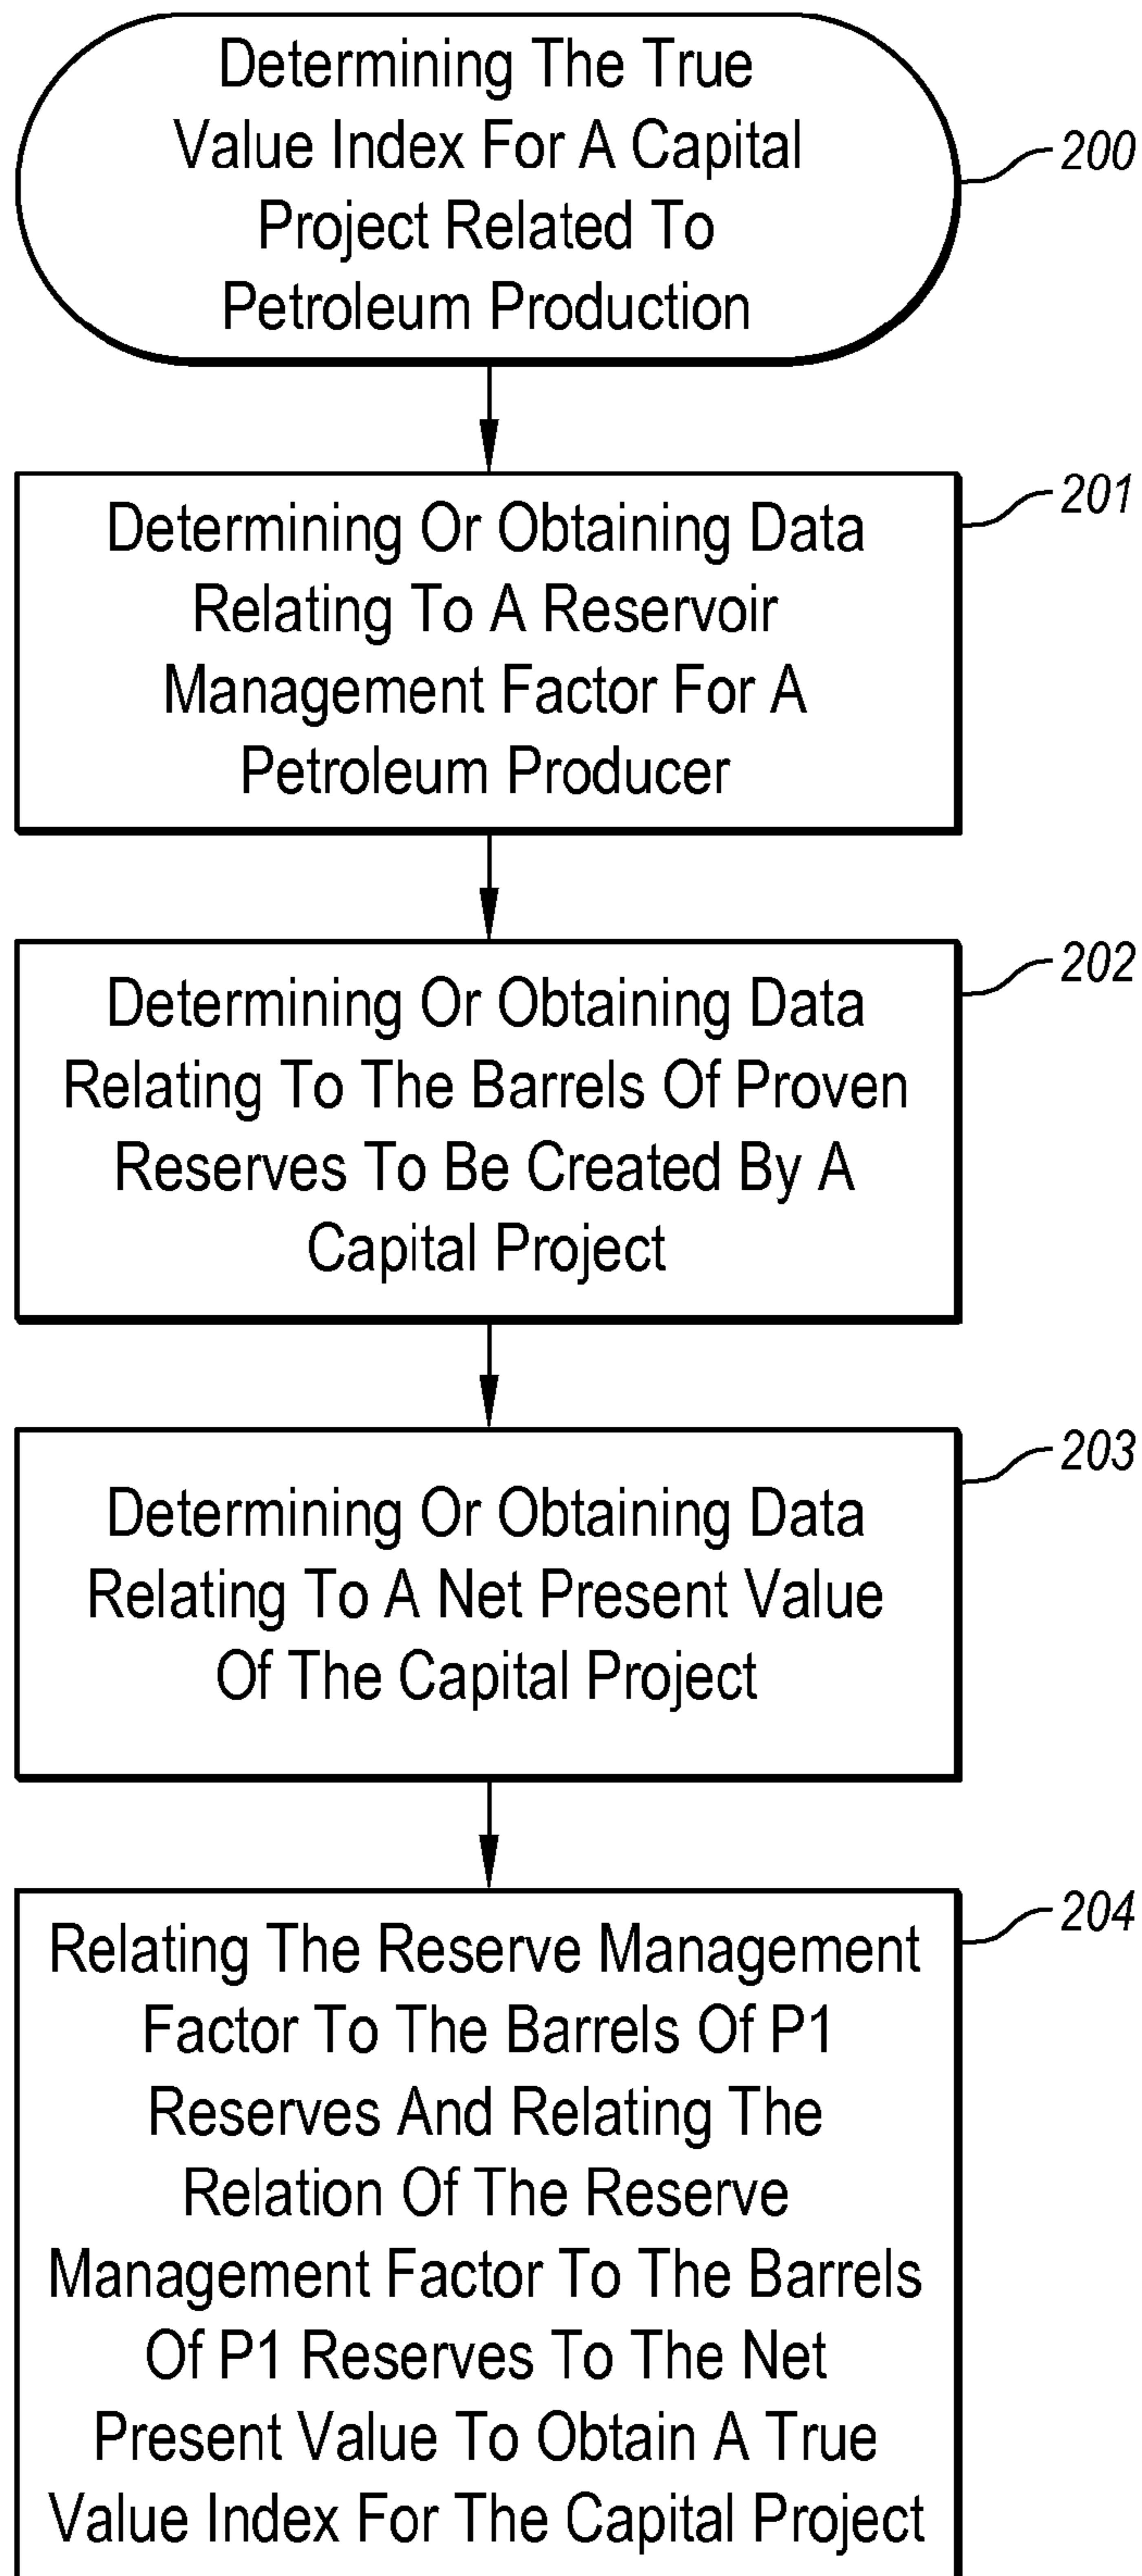 Determining The True
Value Index For A Capital
Project Related To
Petroleum Production
200
Determining Or Obtaining Data
Relating To A Reservoir
Management Factor For A
Petroleum Producer
201
Determining Or Obtaining Data
Relating To The Barrels Of Proven
Reserves To Be Created By A
Capital Project
202
Determining Or Obtaining Data
Relating To A Net Present Value
Of The Capital Project
203
Relating The Reserve Management
Factor To The Barrels Of P1
Reserves And Relating The
Relation Of The Reserve
Management Factor To The Barrels
Of P1 Reserves To The Net
Present Value To Obtain A True
Value Index For The Capital Project
204